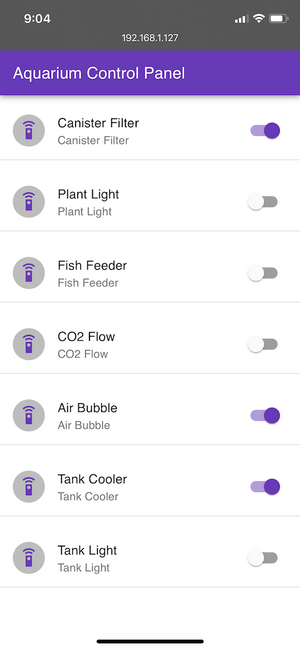 9:04
192.168.1.127
Aquarium Control Panel
Canister Filter
Canister Filter
Plant Light
Plant Light
Fish Feeder
Fish Feeder
CO2 Flow
CO2 Flow
Air Bubble
Air Bubble
Tank Cooler
Tank Cooler
Tank Light
Tank Light